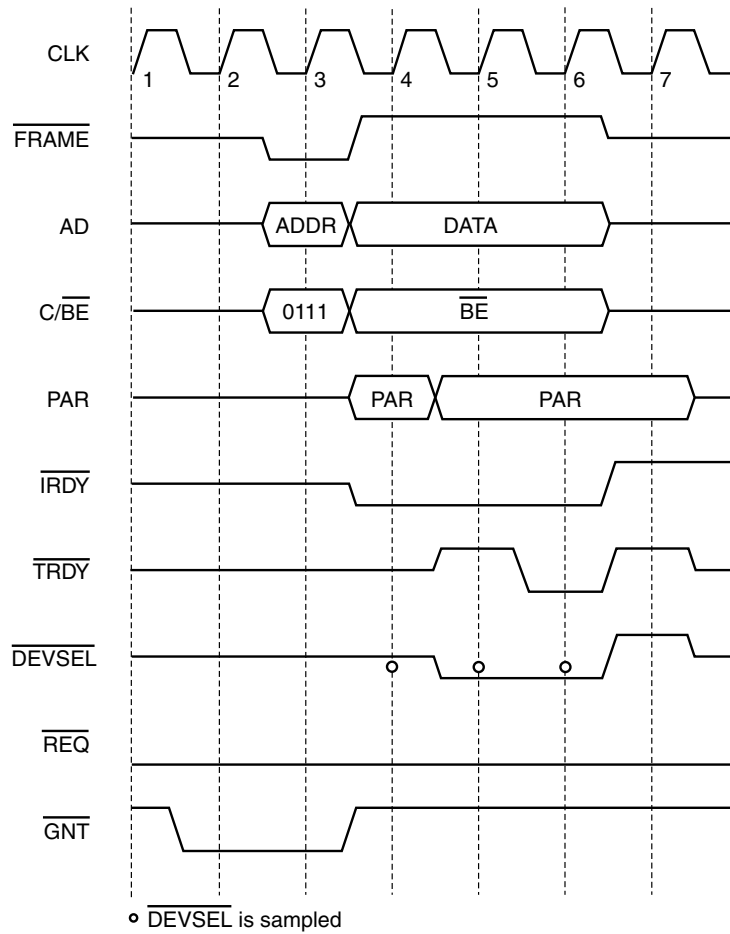 CLK
1 2 3 4 5 6 7
FRAME
AD
ADDR DATA
C/BE
0111 BE
PAR
PAR PAR
IRDY
TRDY
DEVSEL
REQ
GNT
DEVSEL is sampled